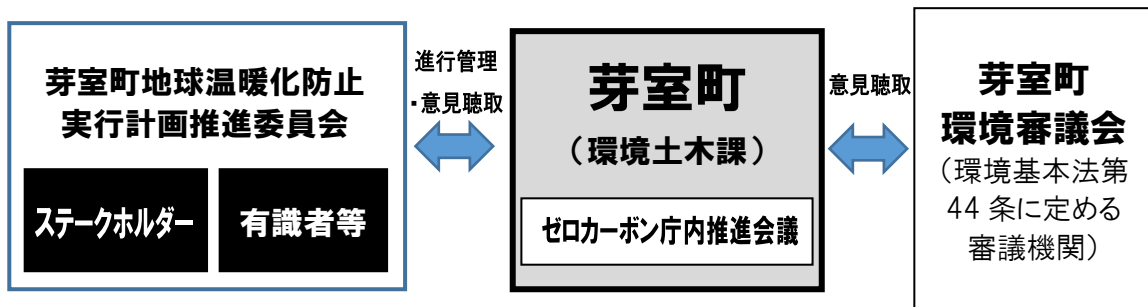 芽室町地球温暖化防止
実行計画推進委員会
ステークホルダー
有識者等
進行管理
・意見聴取
芽室町
（環境土木課）
ゼロカーボン庁内推進会議
意見聴取
芽室町
環境審議会
（環境基本法第
44 条に定める
審議機関）